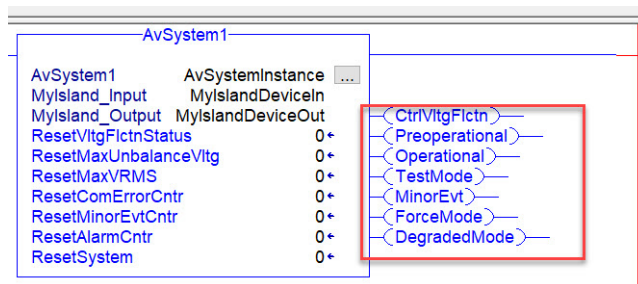 AvSystem1
AvSystem1 AvSystemInstance ...
MyIsland_Input MyIslandDeviceIn
MyIsland_Output MyIslandDeviceOut CtrlVltgFlctn
ResetVltgFlctnStatus 0 Preoperational
ResetMaxUnbalanceVltg 0 Operational
ResetMaxVRMS 0 TestMode
ResetComErrorCntr 0 MinorEvt
ResetMinorEvtCntr 0 ForceMode
ResetAlarmCntr 0 DegradedMode
ResetSystem 0